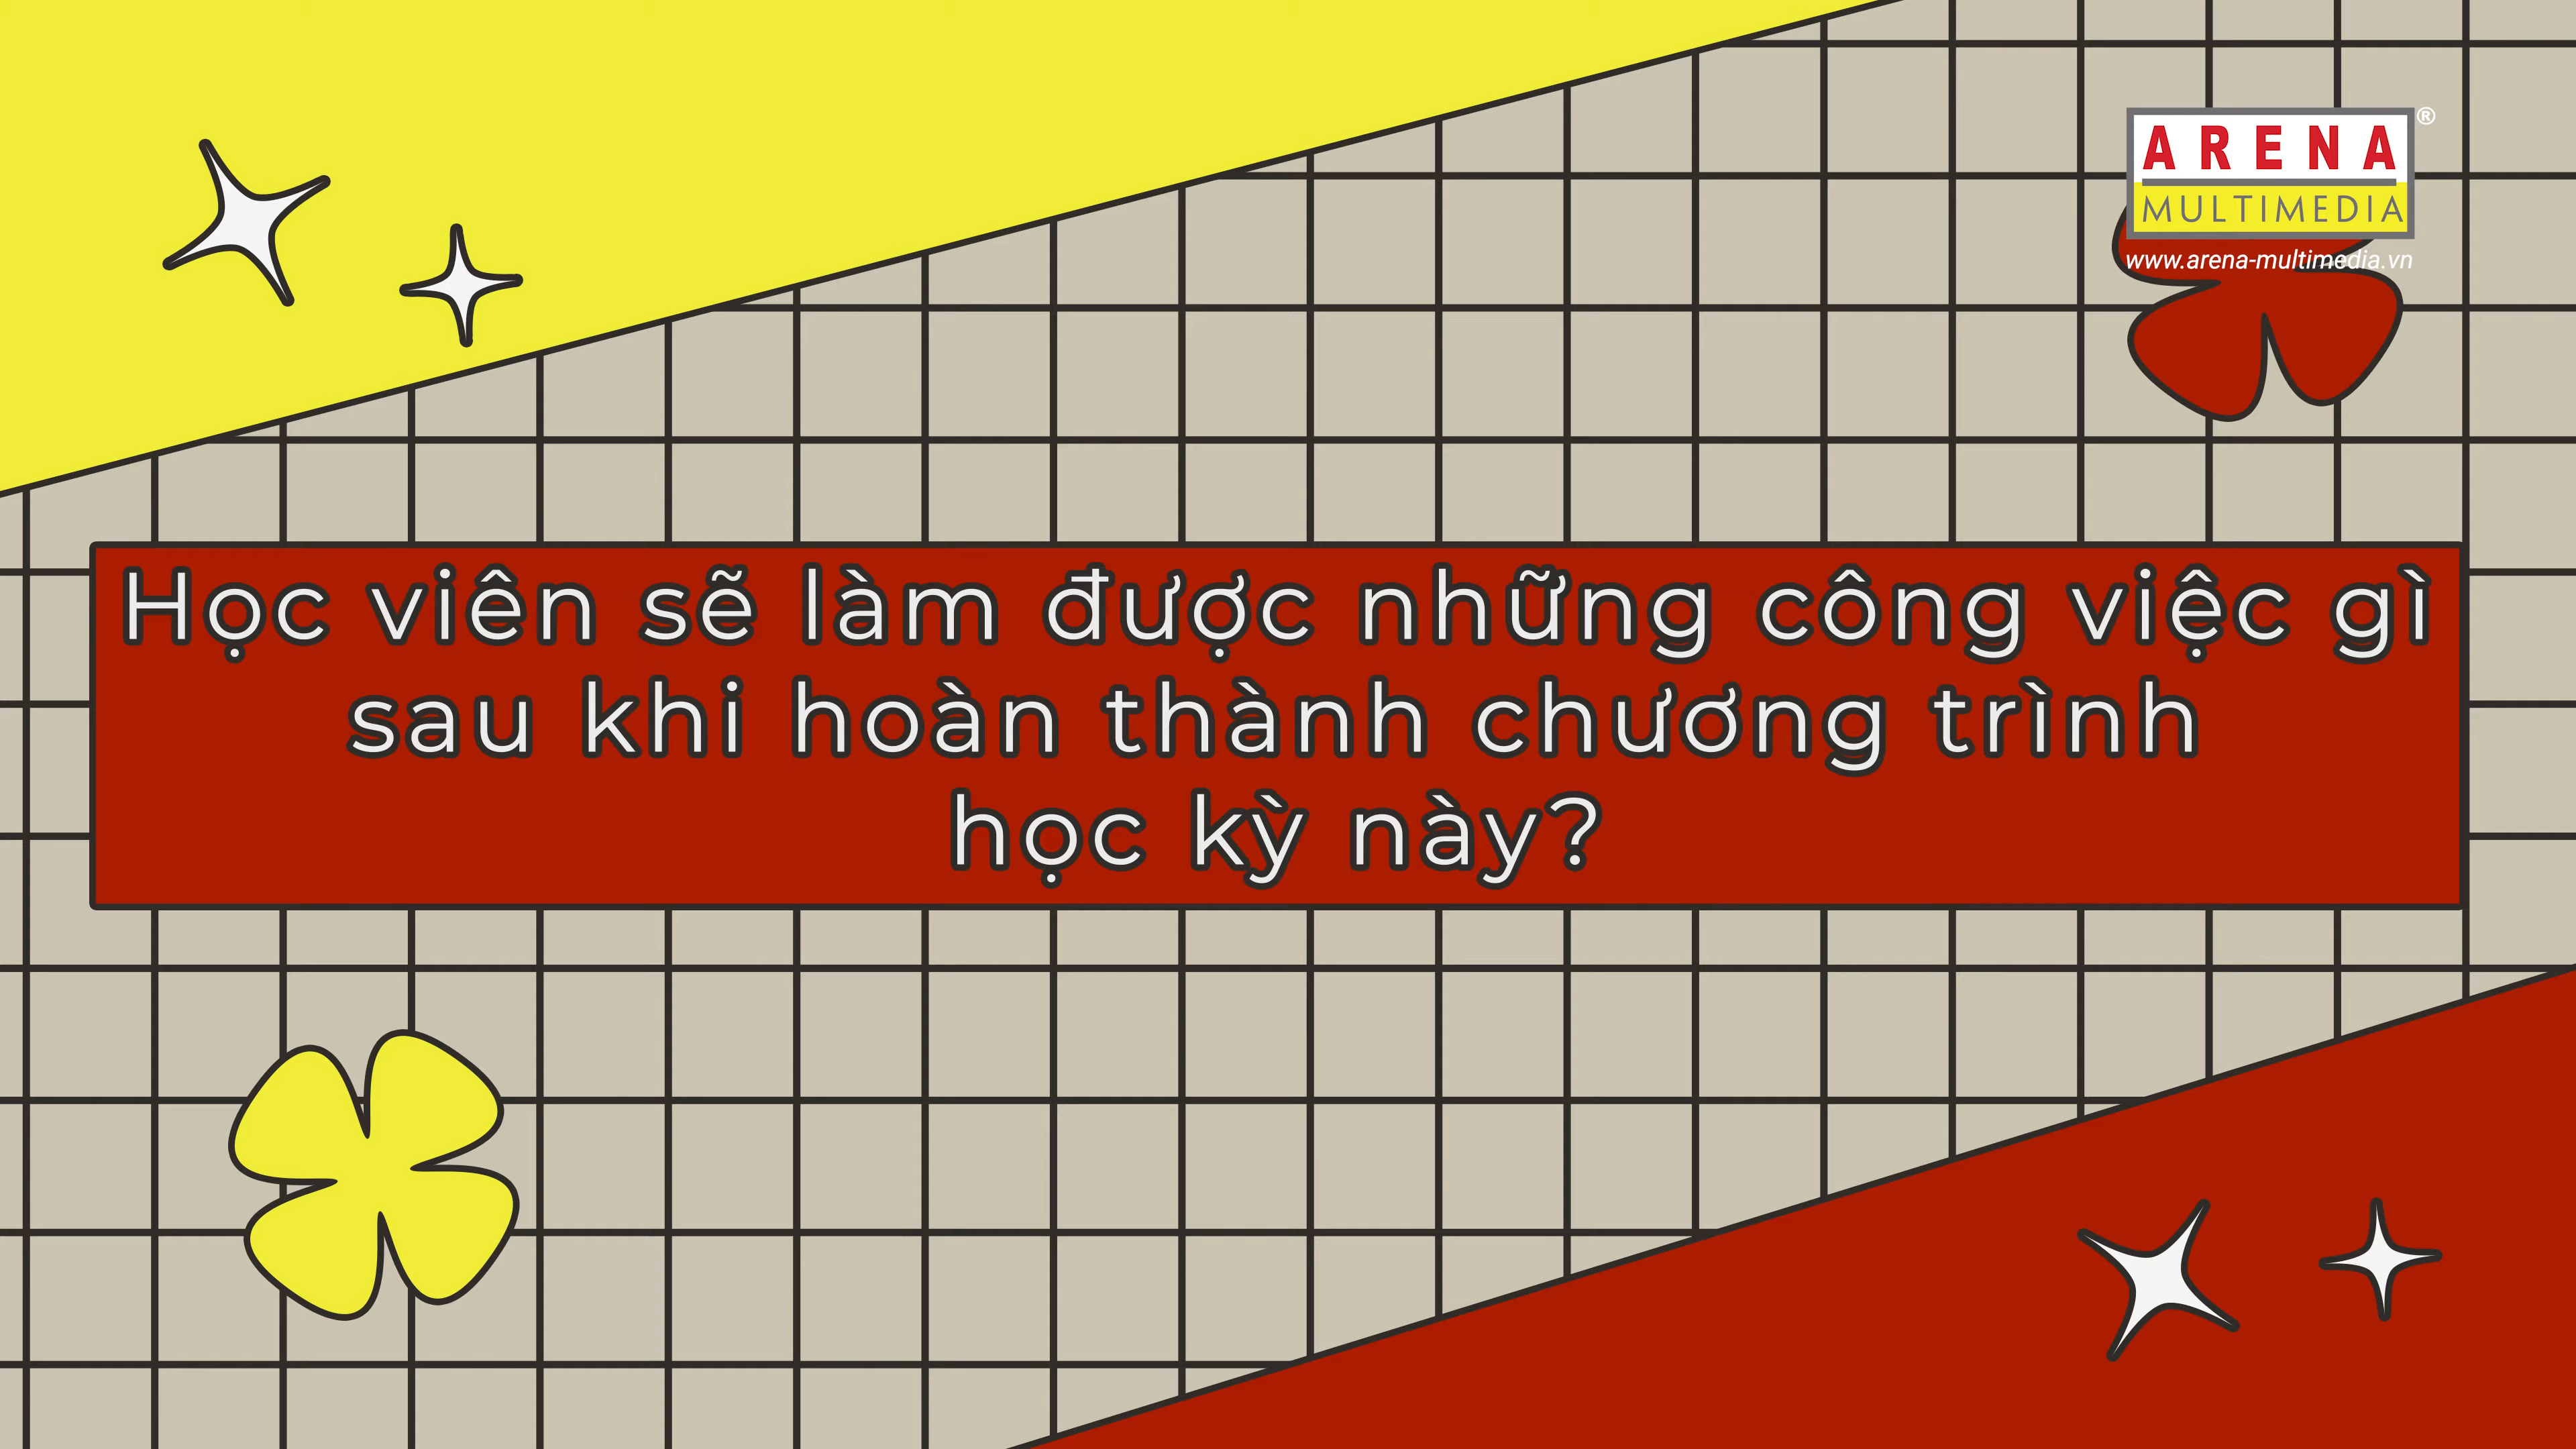 ARENA
®
MULTIMEDIA
www.arena-multimedia.vn
Học viên sẽ làm được những công việc gì
sau khi hoàn thành chương trình
học kỳ này?